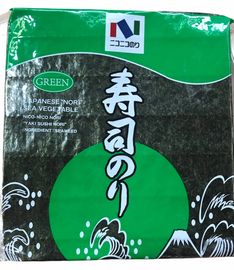 ニコニコのり
GREEN
JAPANESE "NORI"
SEA VEGETABLE
NICO-NICO NORI
"YAKI SUSHI NORI"
INGREDIENT : SEAWEED
寿司のり